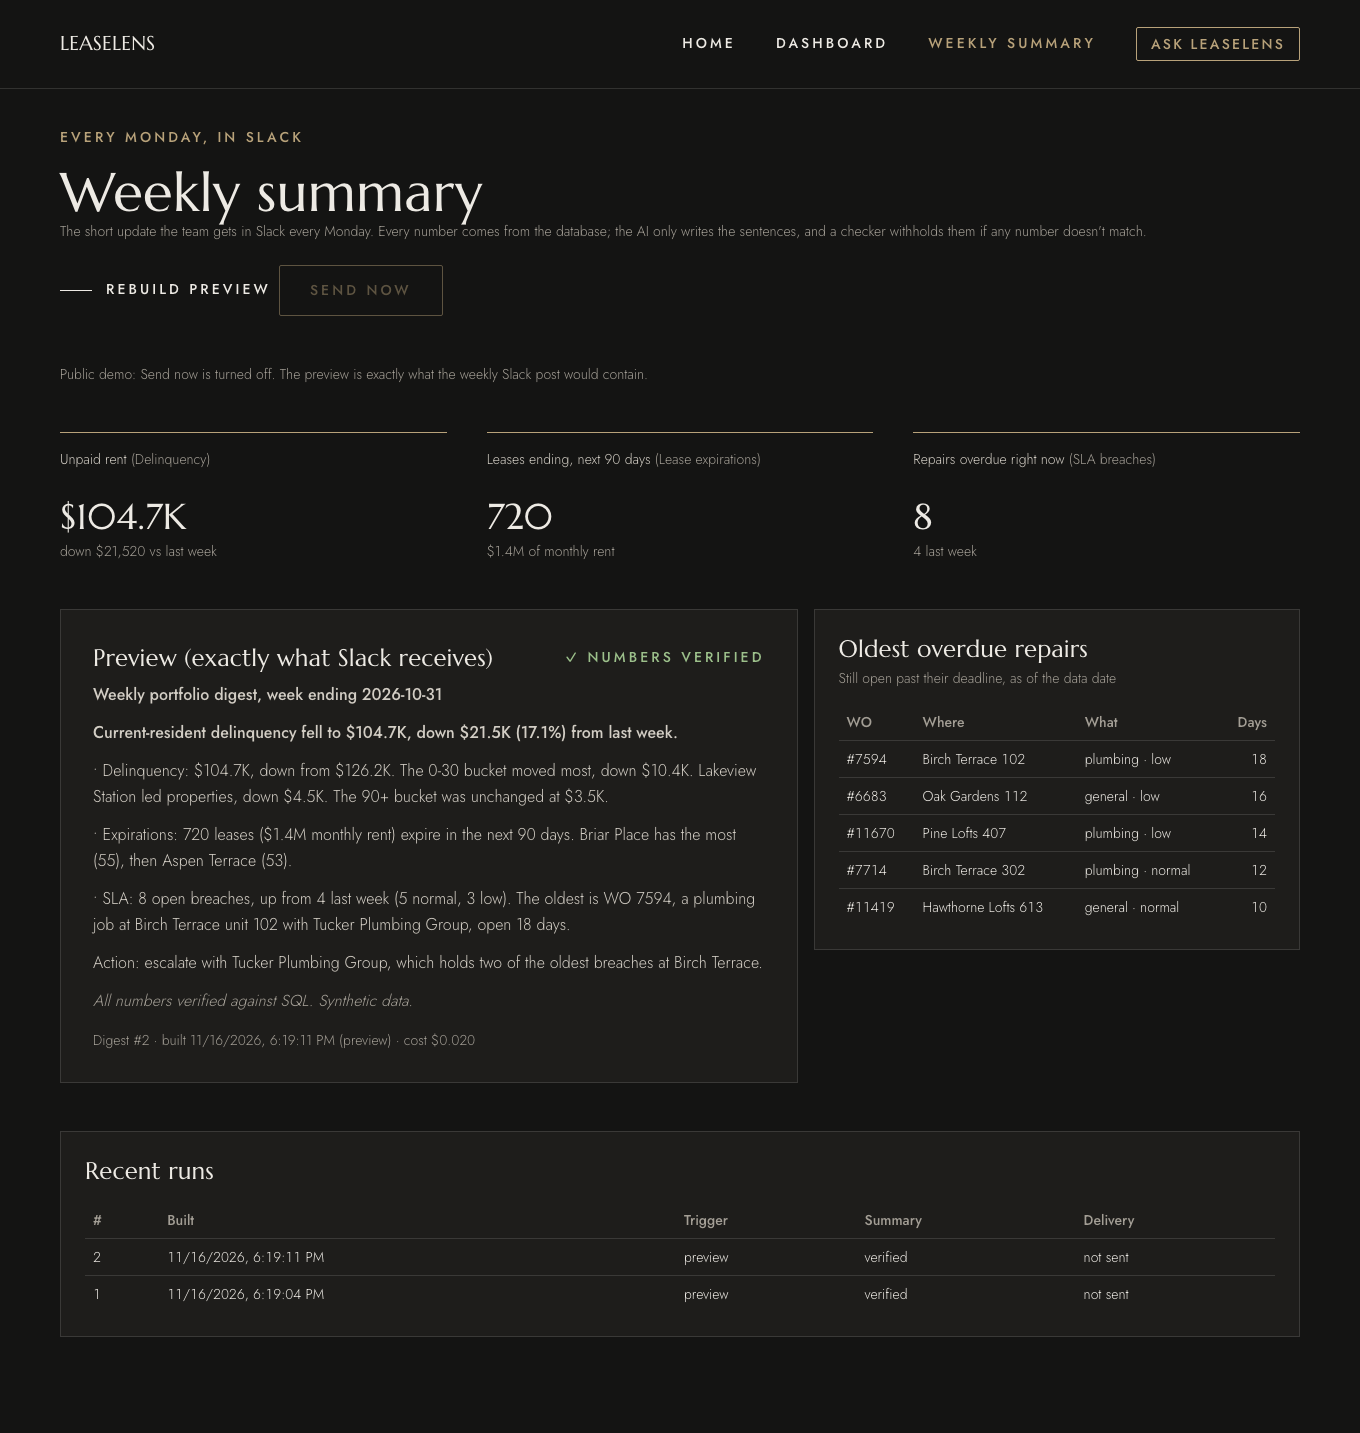 LEASELENS
HOME DASHBOARD WEEKLY SUMMARY ASK LEASELENS
EVERY MONDAY, IN SLACK
Weekly summary
The short update the team gets in Slack every Monday. Every number comes from the database; the AI only writes the sentences, and a checker withholds them if any number doesn't match.
REBUILD PREVIEW SEND NOW
Public demo: Send now is turned off. The preview is exactly what the weekly Slack post would contain.
Unpaid rent (Delinquency)
$104.7K
down $21,520 vs last week
Leases ending, next 90 days (Lease expirations)
720
$1.4M of monthly rent
Repairs overdue right now (SLA breaches)
8
4 last week
Preview (exactly what Slack receives) ✓ NUMBERS VERIFIED
Weekly portfolio digest, week ending 2026-10-31
Current-resident delinquency fell to $104.7K, down $21.5K (17.1%) from last week.
· Delinquency: $104.7K, down from $126.2K. The 0-30 bucket moved most, down $10.4K. Lakeview
Station led properties, down $4.5K. The 90+ bucket was unchanged at $3.5K.
· Expirations: 720 leases ($1.4M monthly rent) expire in the next 90 days. Briar Place has the most
(55), then Aspen Terrace (53).
· SLA: 8 open breaches, up from 4 last week (5 normal, 3 low). The oldest is WO 7594, a plumbing
job at Birch Terrace unit 102 with Tucker Plumbing Group, open 18 days.
Action: escalate with Tucker Plumbing Group, which holds two of the oldest breaches at Birch Terrace.
All numbers verified against SQL. Synthetic data.
Digest #2 · built 11/16/2026, 6:19:11 PM (preview) · cost $0.020
Oldest overdue repairs
Still open past their deadline, as of the data date
WO Where What Days
#7594 Birch Terrace 102 plumbing · low 18
#6683 Oak Gardens 112 general · low 16
#11670 Pine Lofts 407 plumbing · low 14
#7714 Birch Terrace 302 plumbing · normal 12
#11419 Hawthorne Lofts 613 general · normal 10
Recent runs
# Built Trigger Summary Delivery
2 11/16/2026, 6:19:11 PM preview verified not sent
1 11/16/2026, 6:19:04 PM preview verified not sent